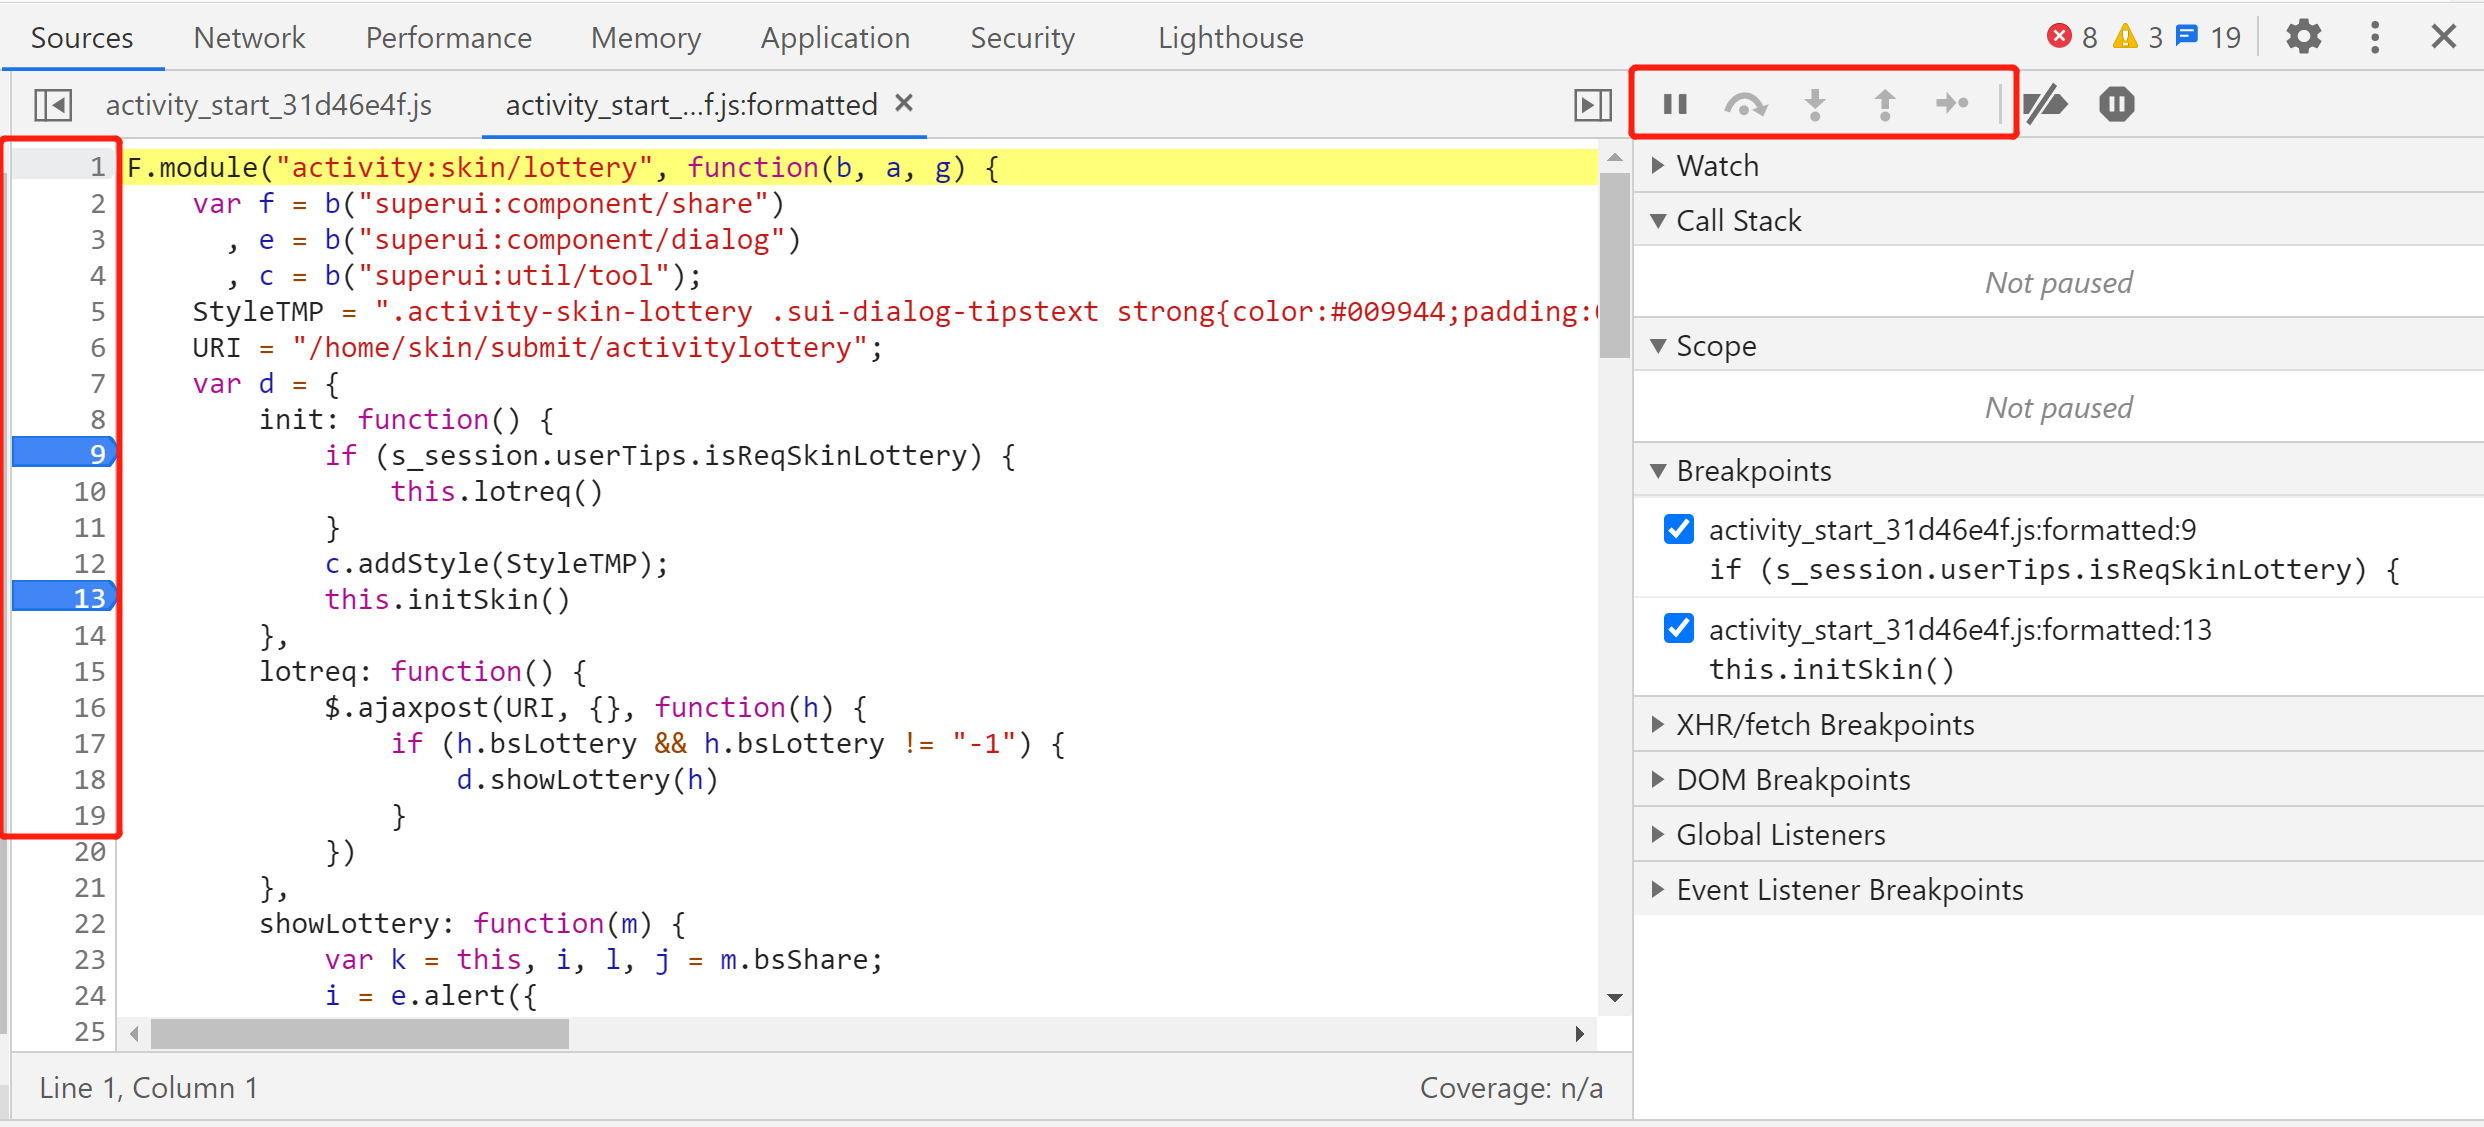 Sources Network Performance Memory Application Security Lighthouse 8 3 19
activity_start_31d46e4f.js activity_start_...f.js:formatted
1 F.module("activity:skin/lottery", function(b, a, g) {
2 var f = b("superui:component/share")
3 , e = b("superui:component/dialog")
4 , c = b("superui:util/tool");
5 StyleTMP = ".activity-skin-lottery .sui-dialog-tipstext strong{color:#009944;padding:
6 URI = "/home/skin/submit/activitylottery";
7 var d = {
8 init: function() {
9 if (s_session.userTips.isReqSkinLottery) {
10 this.lotreq()
11 }
12 c.addStyle(StyleTMP);
13 this.initSkin()
14 },
15 lotreq: function() {
16 $.ajaxpost(URI, {}, function(h) {
17 if (h.bsLottery && h.bsLottery != "-1") {
18 d.showLottery(h)
19 }
20 })
21 },
22 showLottery: function(m) {
23 var k = this, i, l, j = m.bsShare;
24 i = e.alert({
25
Line 1, Column 1
Coverage: n/a
Watch
Call Stack
Not paused
Scope
Not paused
Breakpoints
activity_start_31d46e4f.js:formatted:9
if (s_session.userTips.isReqSkinLottery) {
activity_start_31d46e4f.js:formatted:13
this.initSkin()
XHR/fetch Breakpoints
DOM Breakpoints
Global Listeners
Event Listener Breakpoints